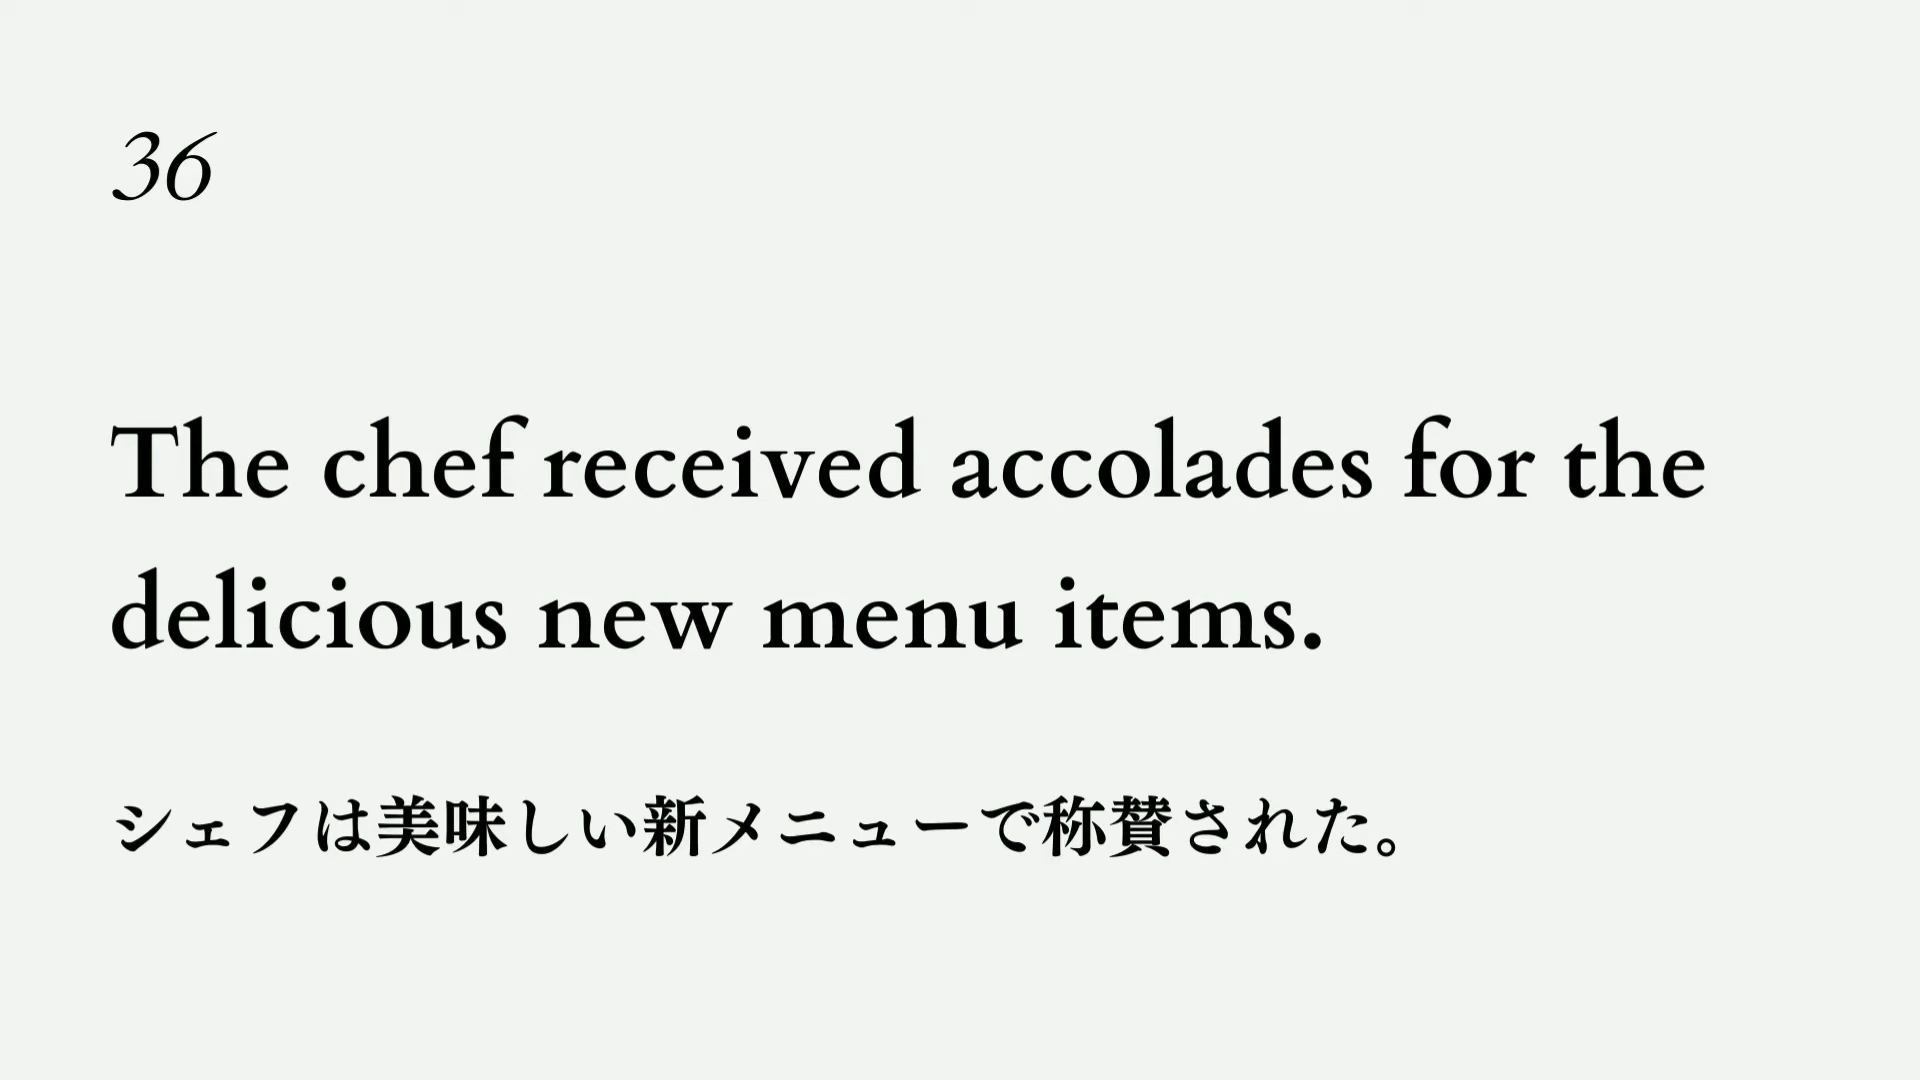 36
The chef received accolades for the
delicious new menu items.
シェフは美味しい新メニューで称賛された。